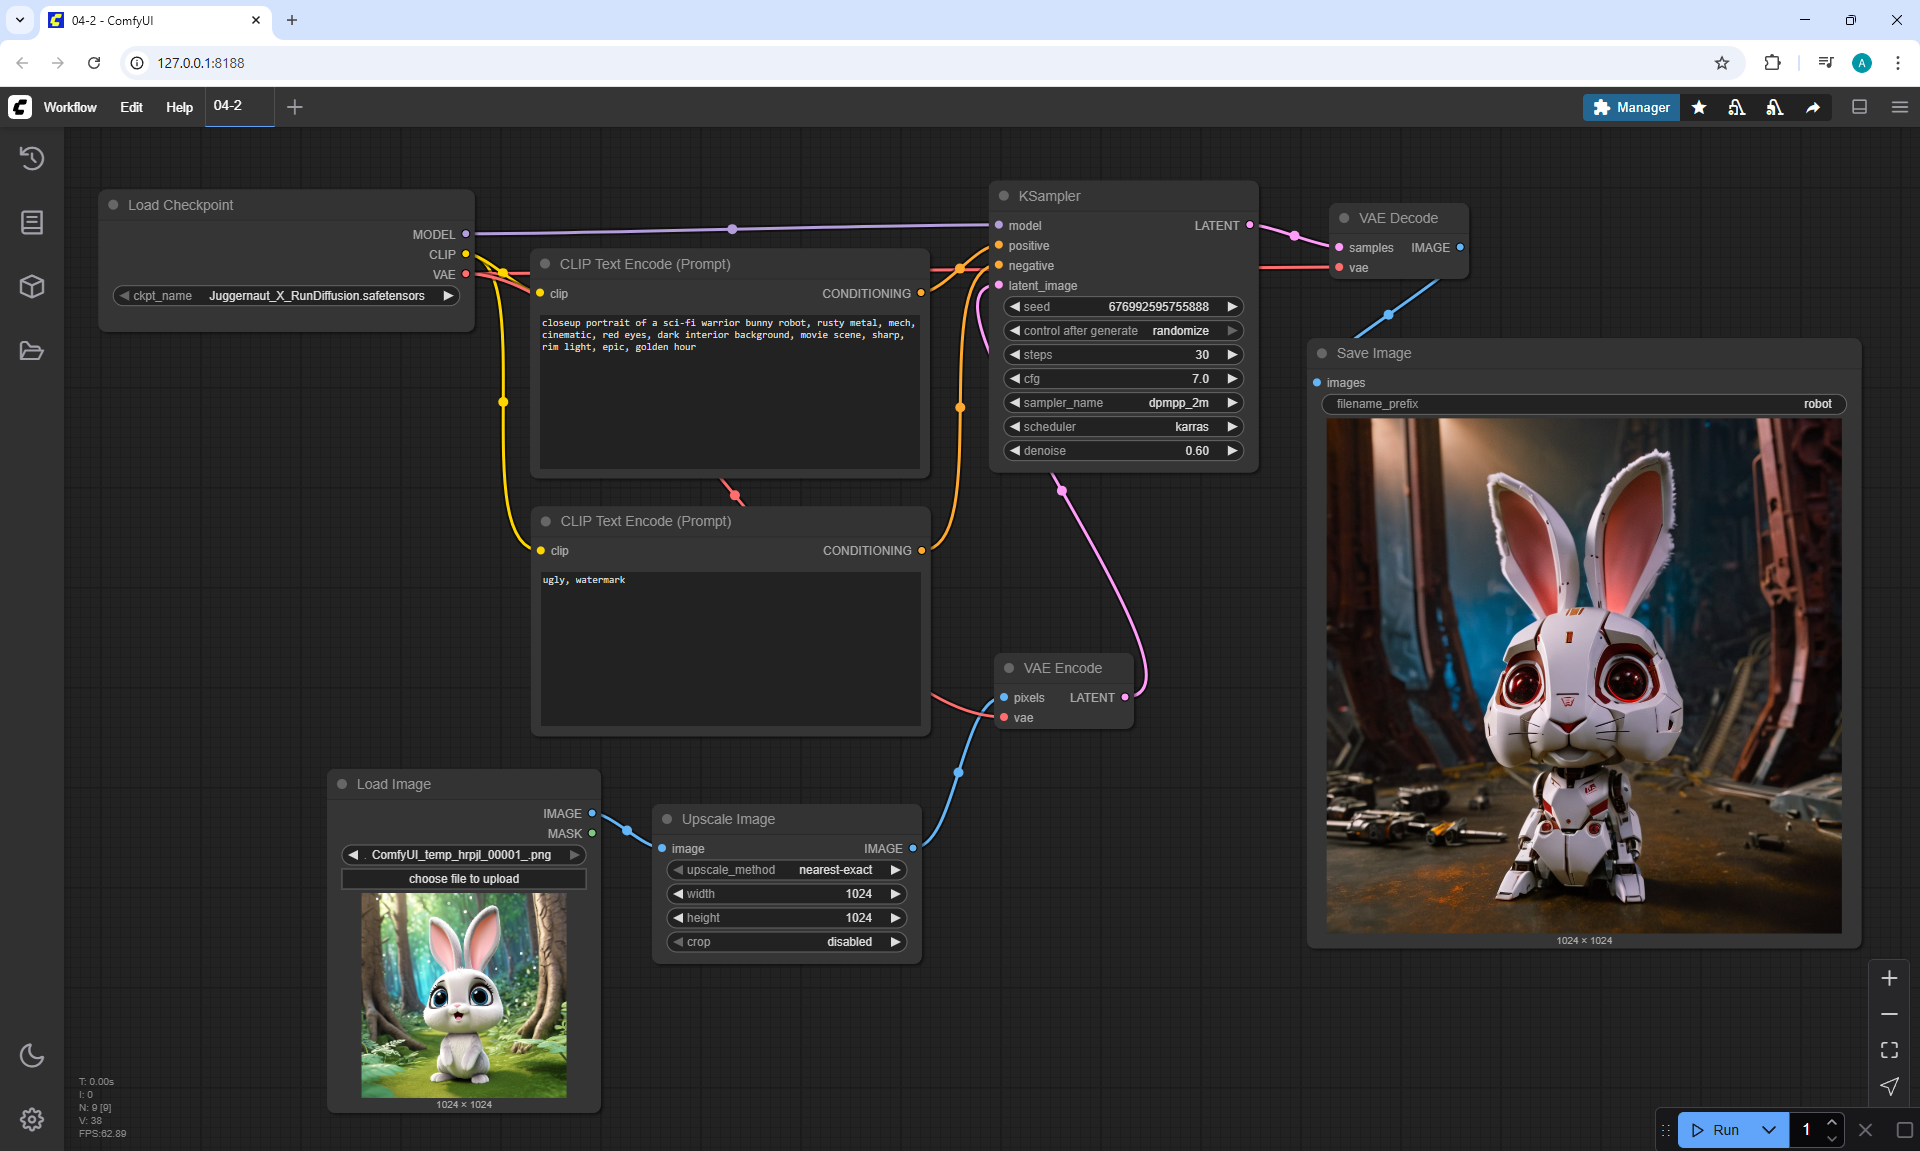 04-2 - ComfyUI
127.0.0.1:8188
A
Workflow
Edit
Help
04-2
Manager
Load Checkpoint
MODEL
CLIP
VAE
ckpt_name Juggernaut_X_RunDiffusion.safetensors
CLIP Text Encode (Prompt)
clip CONDITIONING
closeup portrait of a sci-fi warrior bunny robot, rusty metal, mech,
cinematic, red eyes, dark interior background, movie scene, sharp,
rim light, epic, golden hour
CLIP Text Encode (Prompt)
clip CONDITIONING
ugly, watermark
KSampler
model LATENT
positive
negative
latent_image
seed 676992595755888
control after generate randomize
steps 30
cfg 7.0
sampler_name dpmpp_2m
scheduler karras
denoise 0.60
VAE Decode
samples IMAGE
vae
Save Image
images
filename_prefix robot
1024 × 1024
VAE Encode
pixels LATENT
vae
Load Image
IMAGE
MASK
ComfyUI_temp_hrpjl_00001_.png
choose file to upload
1024 × 1024
Upscale Image
image IMAGE
upscale_method nearest-exact
width 1024
height 1024
crop disabled
T: 0.00s
I: 0
N: 9 [9]
V: 38
FPS:62.89
Run
1